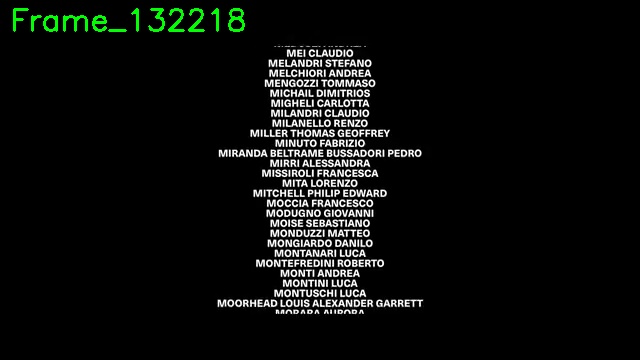 Frame_132218
MEI CLAUDIO
MELANDRI STEFANO
MELCHIORI ANDREA
MENGOZZI TOMMASO
MICHAIL DIMITRIOS
MIGHELI CARLOTTA
MILANDRI CLAUDIO
MILANELLO RENZO
MILLER THOMAS GEOFFREY
MINUTO FABRIZIO
MIRANDA BELTRAME BUSSADORI PEDRO
MIRRI ALESSANDRA
MISSIROLI FRANCESCA
MITA LORENZO
MITCHELL PHILIP EDWARD
MOCCIA FRANCESCO
MODUGNO GIOVANNI
MOISE SEBASTIANO
MONDUZZI MATTEO
MONGIARDO DANILO
MONTANARI LUCA
MONTEFREDINI ROBERTO
MONTI ANDREA
MONTINI LUCA
MONTUSCHI LUCA
MOORHEAD LOUIS ALEXANDER GARRETT
MORARA AURORA